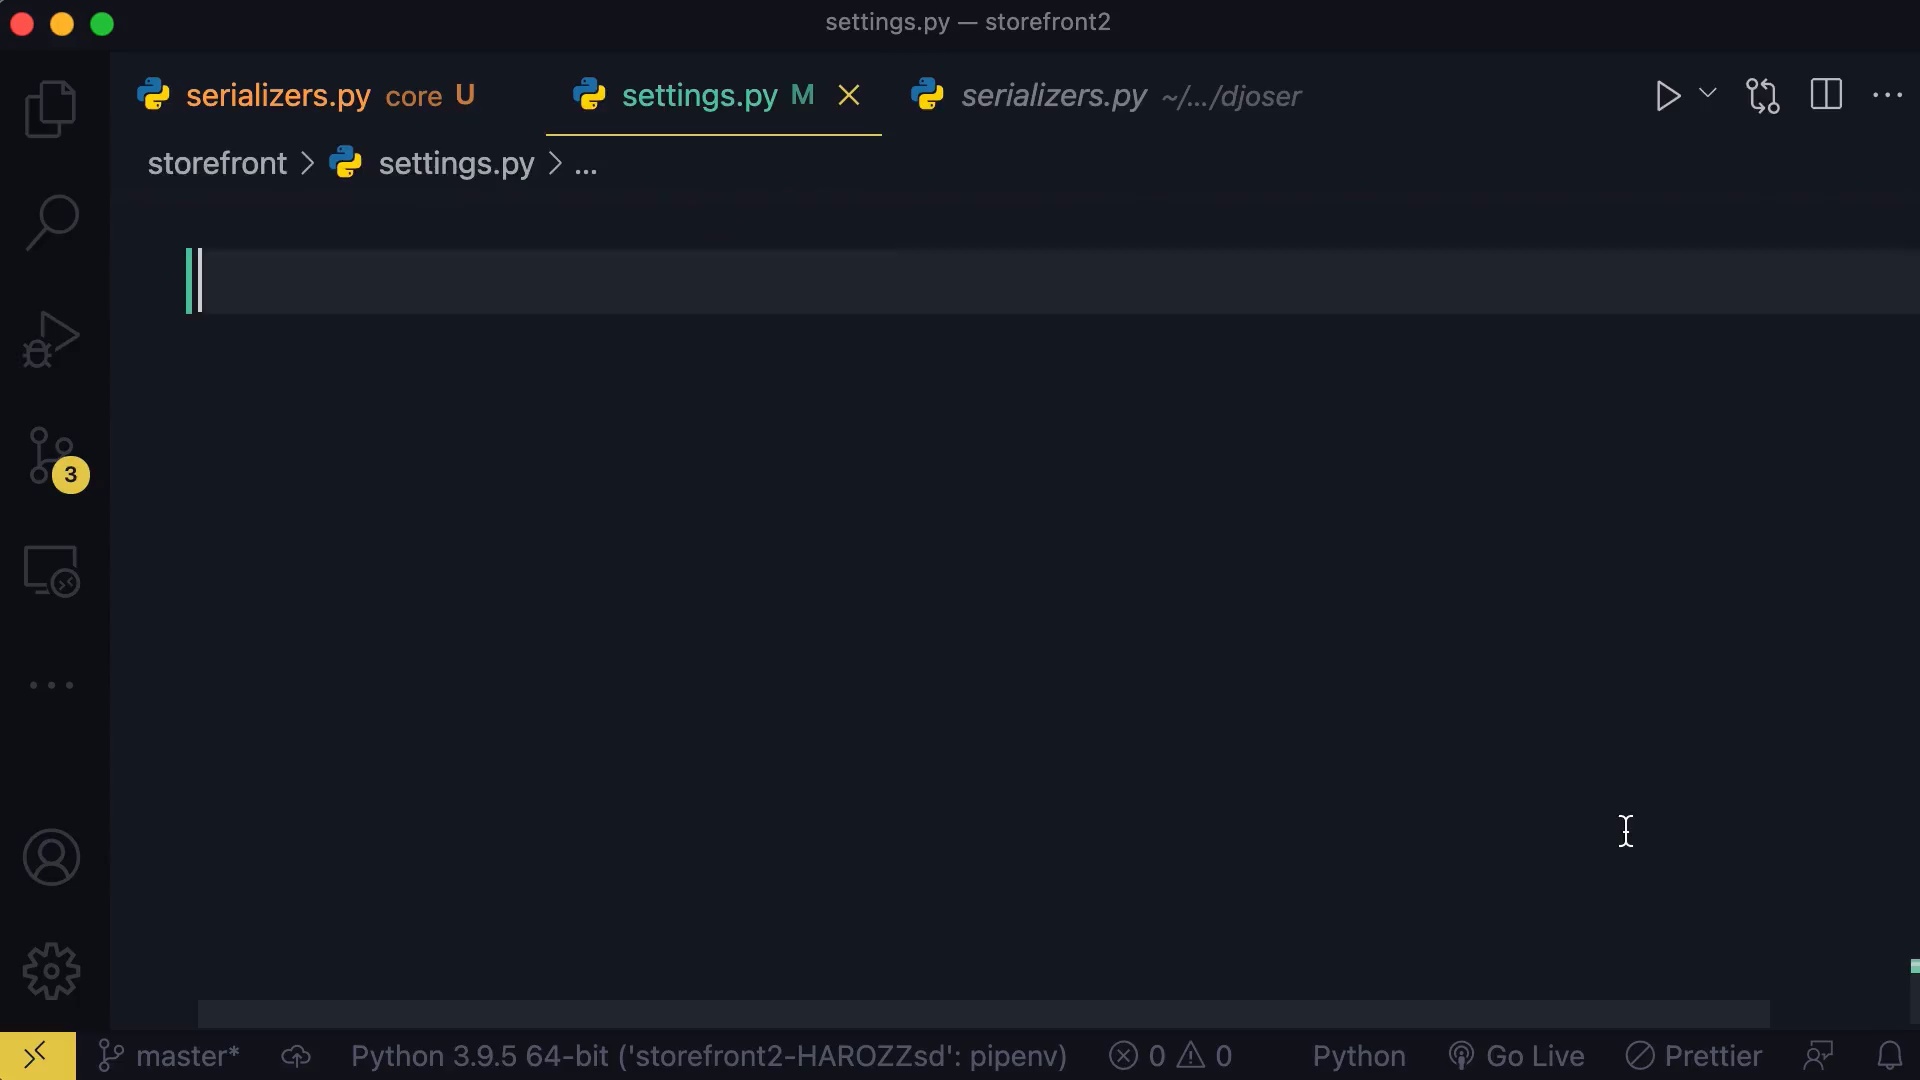 settings.py — storefront2
serializers.py core U
settings.py M
serializers.py ~/.../djoser
storefront > settings.py > ...
3
master*
Python 3.9.5 64-bit ('storefront2-HAROZZsd': pipenv)
0
0
Python
Go Live
Prettier